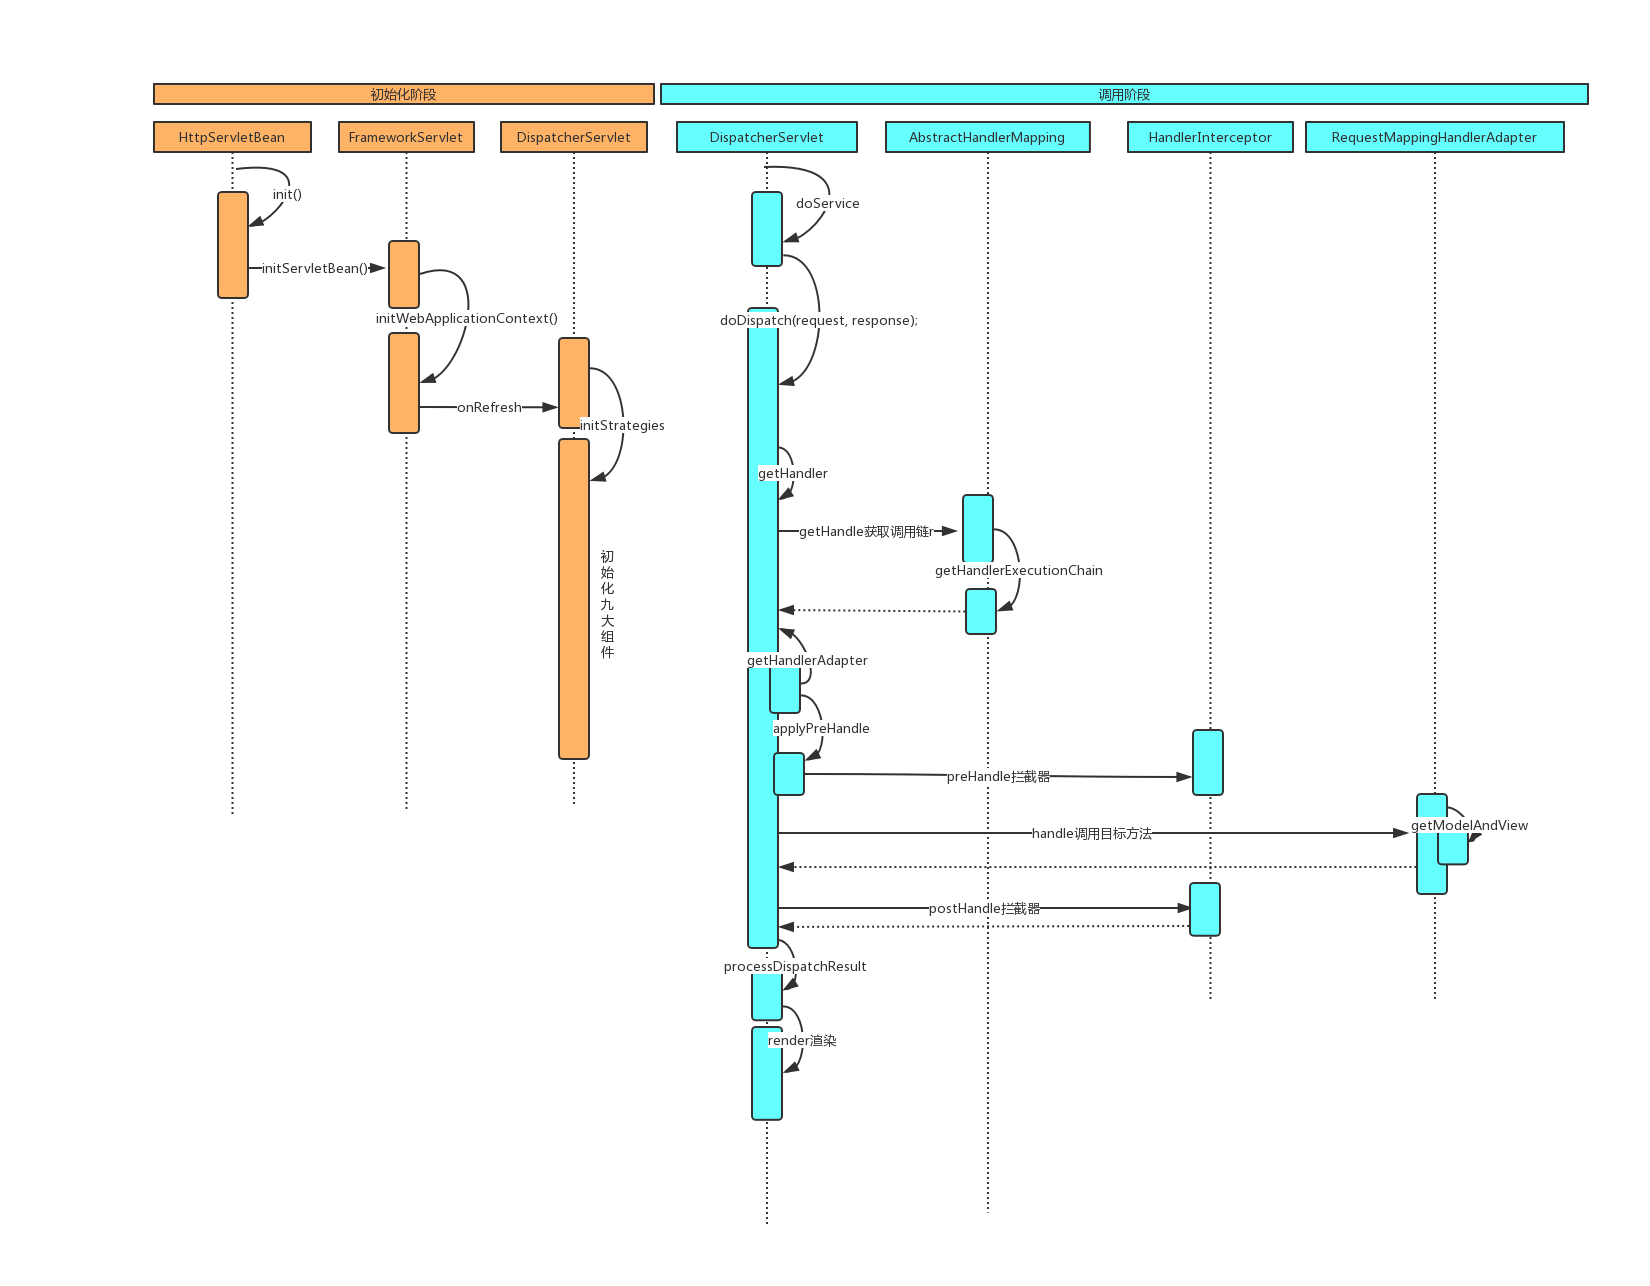 初始化阶段
调用阶段
HttpServletBean
FrameworkServlet
DispatcherServlet
DispatcherServlet
AbstractHandlerMapping
HandlerInterceptor
RequestMappingHandlerAdapter
init()
doService
initServletBean()
initWebApplicationContext()
doDispatch(request, response);
onRefresh
initStrategies
getHandler
getHandle获取调用链r
初
始
化
九
大
组
件
getHandlerExecutionChain
getHandlerAdapter
applyPreHandle
preHandle拦截器
getModelAndView
handle调用目标方法
postHandle拦截器
processDispatchResult
render渲染